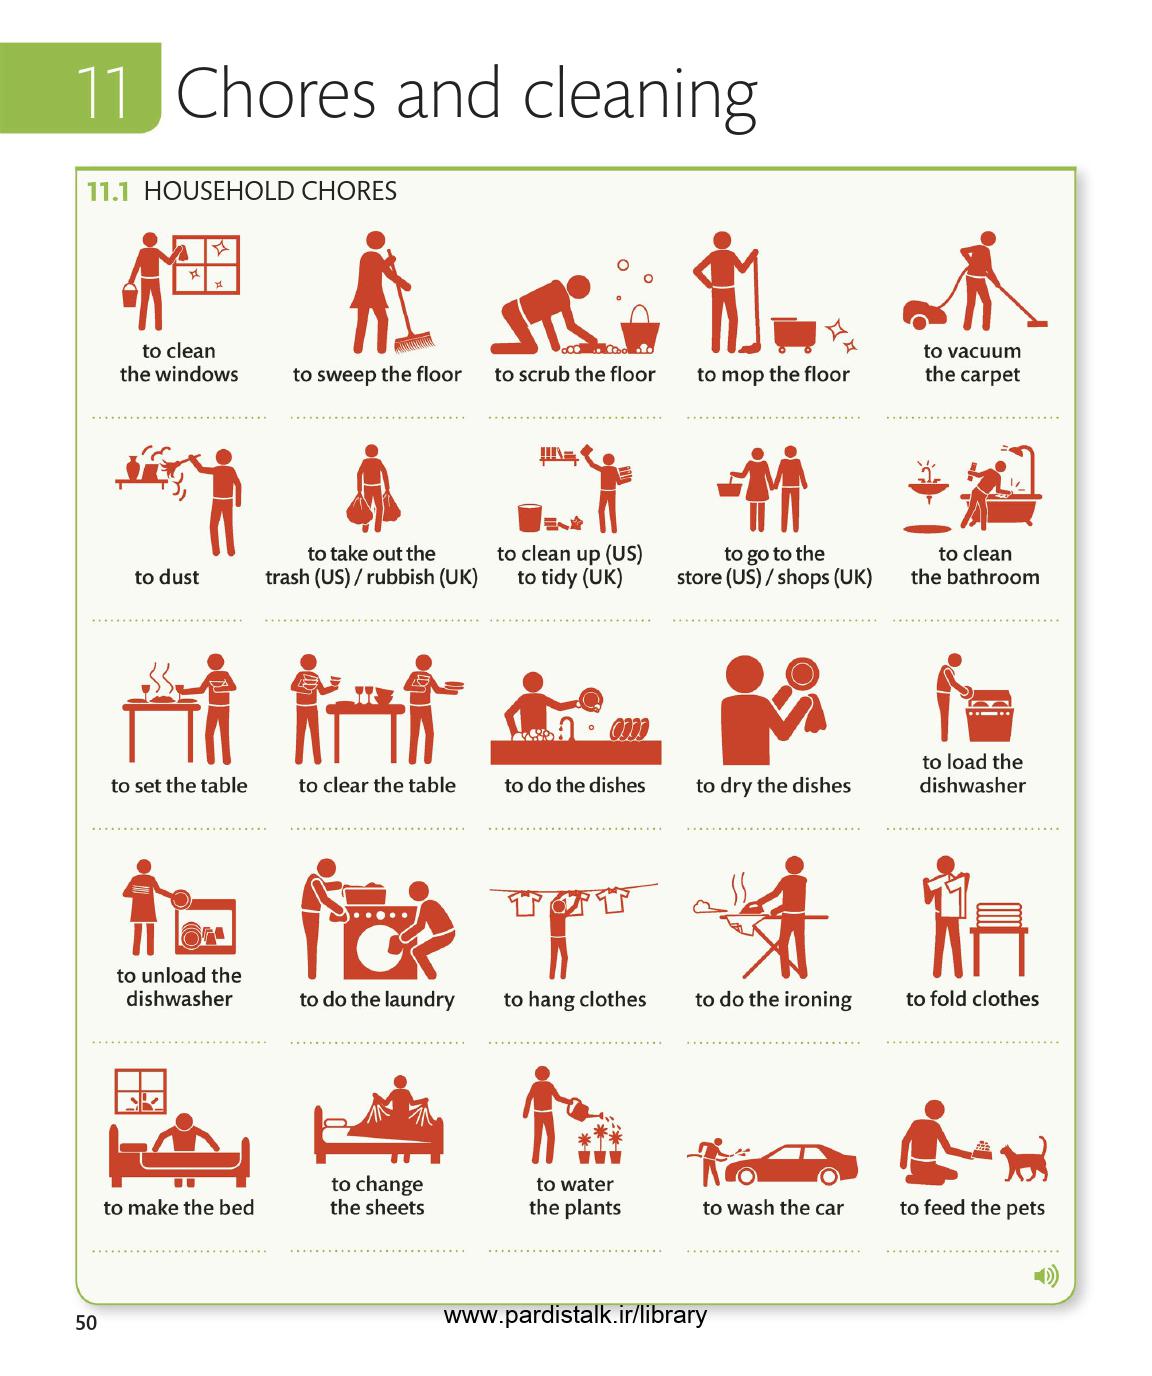 11 Chores and cleaning
11.1 HOUSEHOLD CHORES
to clean
the windows
to sweep the floor
to scrub the floor
to mop the floor
to vacuum
the carpet
to dust
to take out the
trash (US) / rubbish (UK)
to clean up (US)
to tidy (UK)
to go to the
store (US) / shops (UK)
to clean
the bathroom
to set the table
to clear the table
to do the dishes
to dry the dishes
to load the
dishwasher
to unload the
dishwasher
to do the laundry
to hang clothes
to do the ironing
to fold clothes
to make the bed
to change
the sheets
to water
the plants
to wash the car
to feed the pets
50
www.pardistalk.ir/library